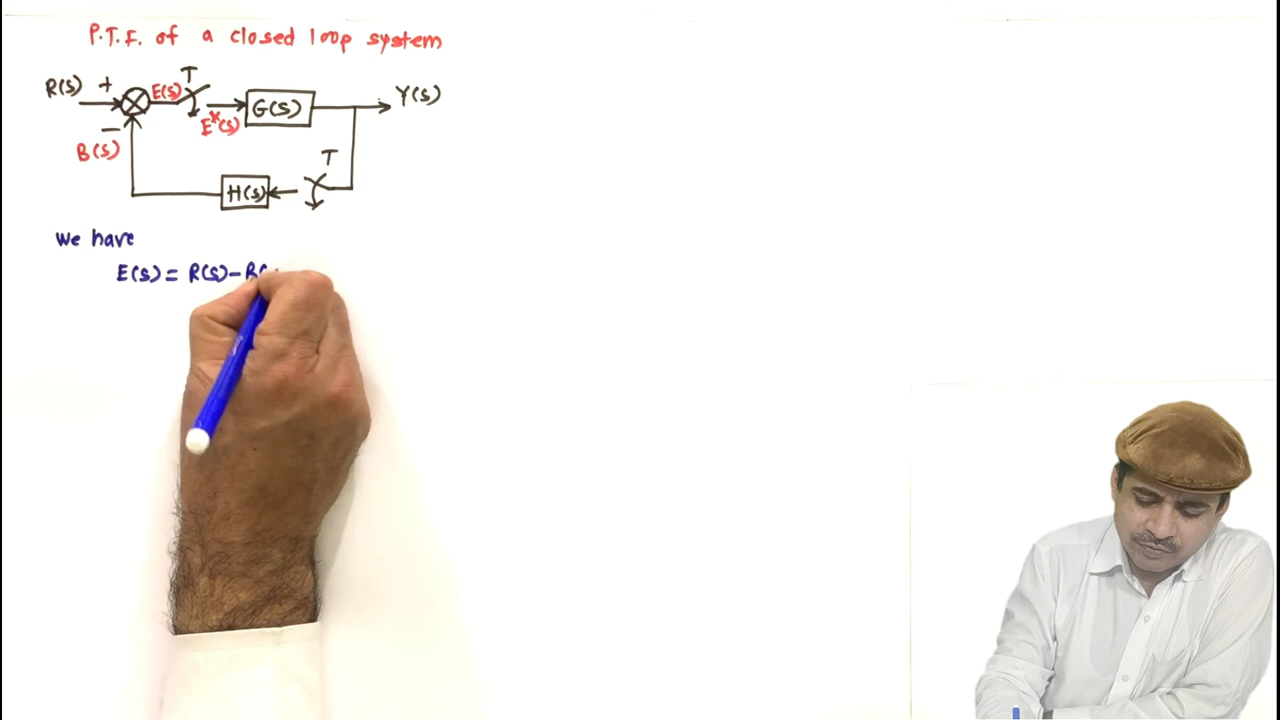 P.T.F. of a closed loop system
R(s) + E(s) T E*(s) G(s) Y(s)
− B(s)
H(s) T
We have
E(s) = R(s) − B(